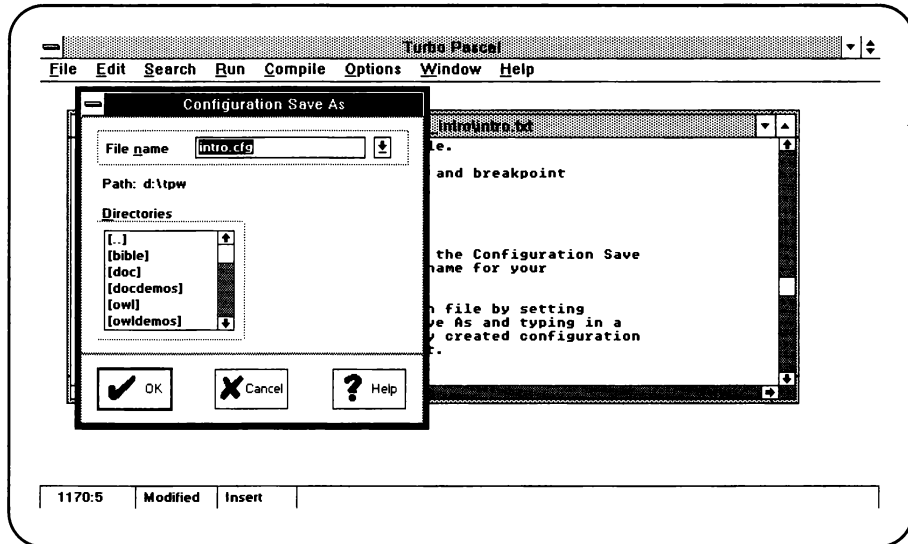 Turbo Pascal
File Edit Search Run Compile Options Window Help
Configuration Save As
File name intro.cfg
Path: d:\tpw
Directories
[..]
[bible]
[doc]
[docdemos]
[owl]
[owldemos]
OK Cancel Help
_intro\intro.txt
le.
and breakpoint
the Configuration Save
name for your
n file by setting
ve As and typing in a
y created configuration
t.
1170:5 Modified Insert